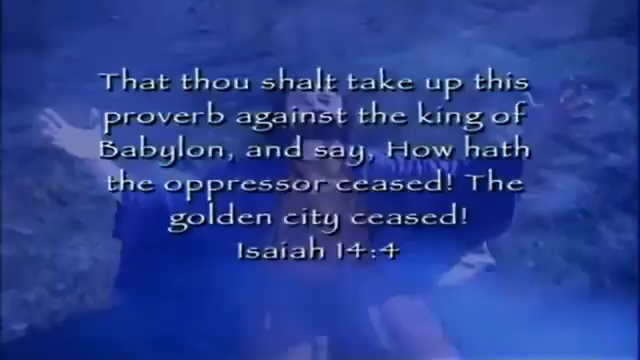 That thou shalt take up this
proverb against the king of
Babylon, and say, How hath
the oppressor ceased! The
golden city ceased!
Isaiah 14:4